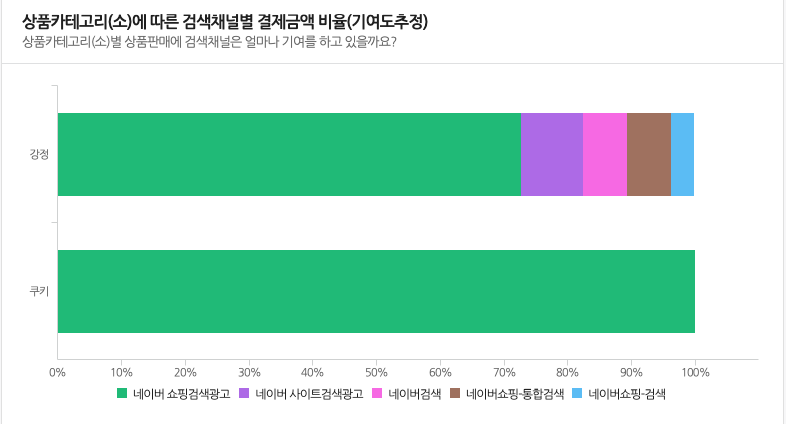 상품카테고리(소)에 따른 검색채널별 결제금액 비율(기여도추정)
상품카테고리(소)별 상품판매에 검색채널은 얼마나 기여를 하고 있을까요?
강정
쿠키
0% 10% 20% 30% 40% 50% 60% 70% 80% 90% 100%
네이버 쇼핑검색광고 네이버 사이트검색광고 네이버검색 네이버쇼핑-통합검색 네이버쇼핑-검색